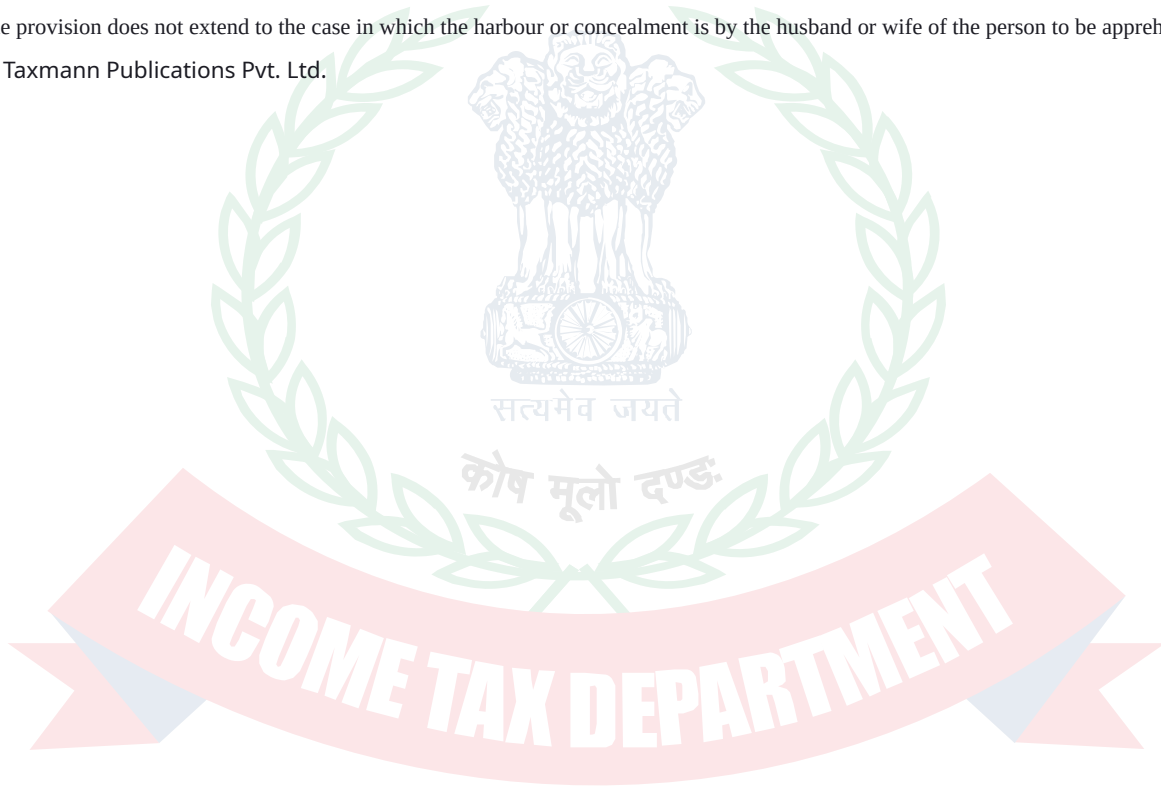 e provision does not extend to the case in which the harbour or concealment is by the husband or wife of the person to be appreh
Taxmann Publications Pvt. Ltd.
सत्यमेव जयते
कोष मूलो दण्डः
INCOME TAX DEPARTMENT